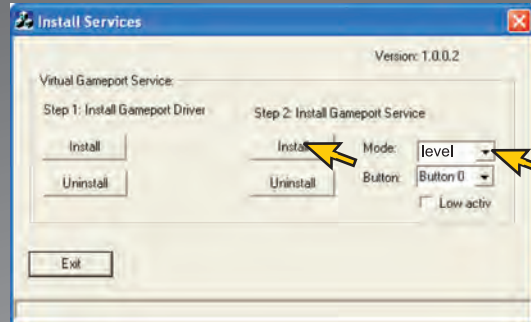 Install Services
Version: 1.0.0.2
Virtual Gameport Service:
Step 1: Install Gameport Driver
Step 2: Install Gameport Service
Install
Install
Mode:
level
Uninstall
Uninstall
Button:
Button 0
Low activ
Exit